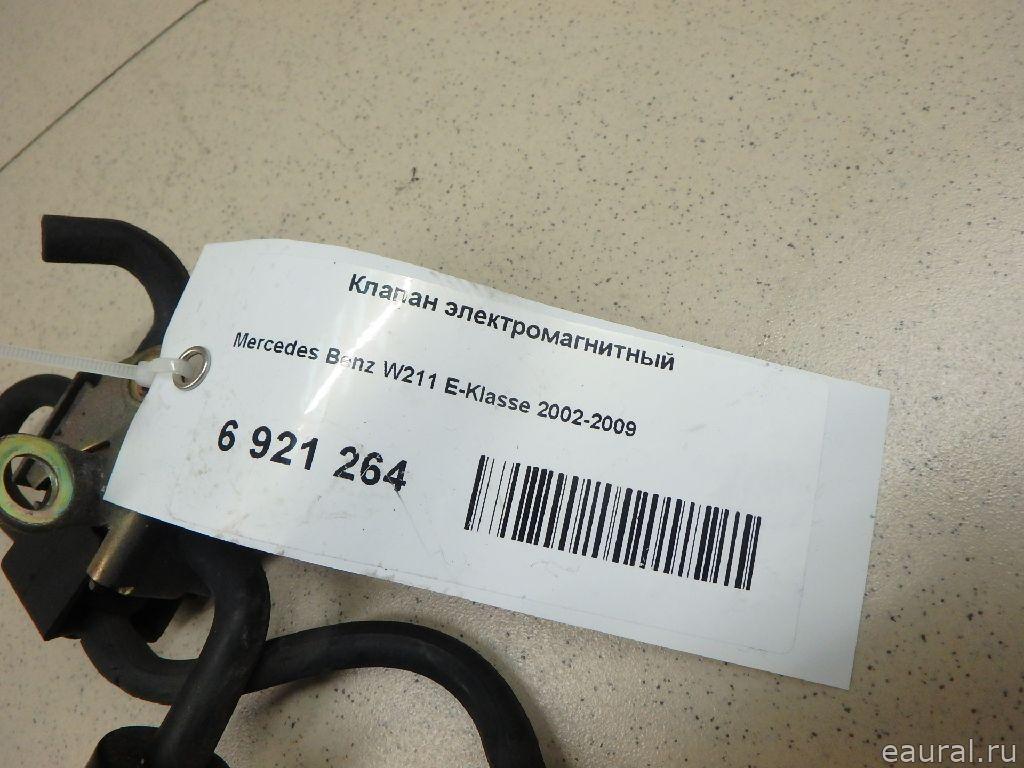 Клапан электромагнитный
Mercedes Benz W211 E-Klasse 2002-2009
6 921 264
eaural.ru